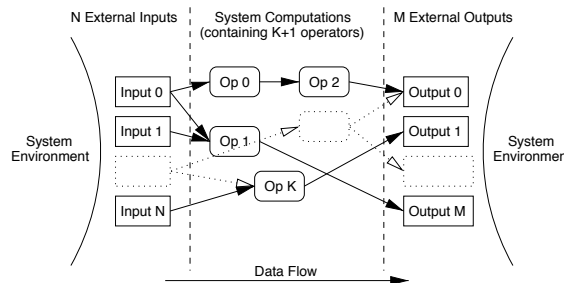 N External Inputs
System Computations
(containing K+1 operators)
M External Outputs
Input 0
Op 0
Op 2
Output 0
Input 1
Op 1
Output 1
System
Environment
System
Environment
Op K
Input N
Output M
Data Flow